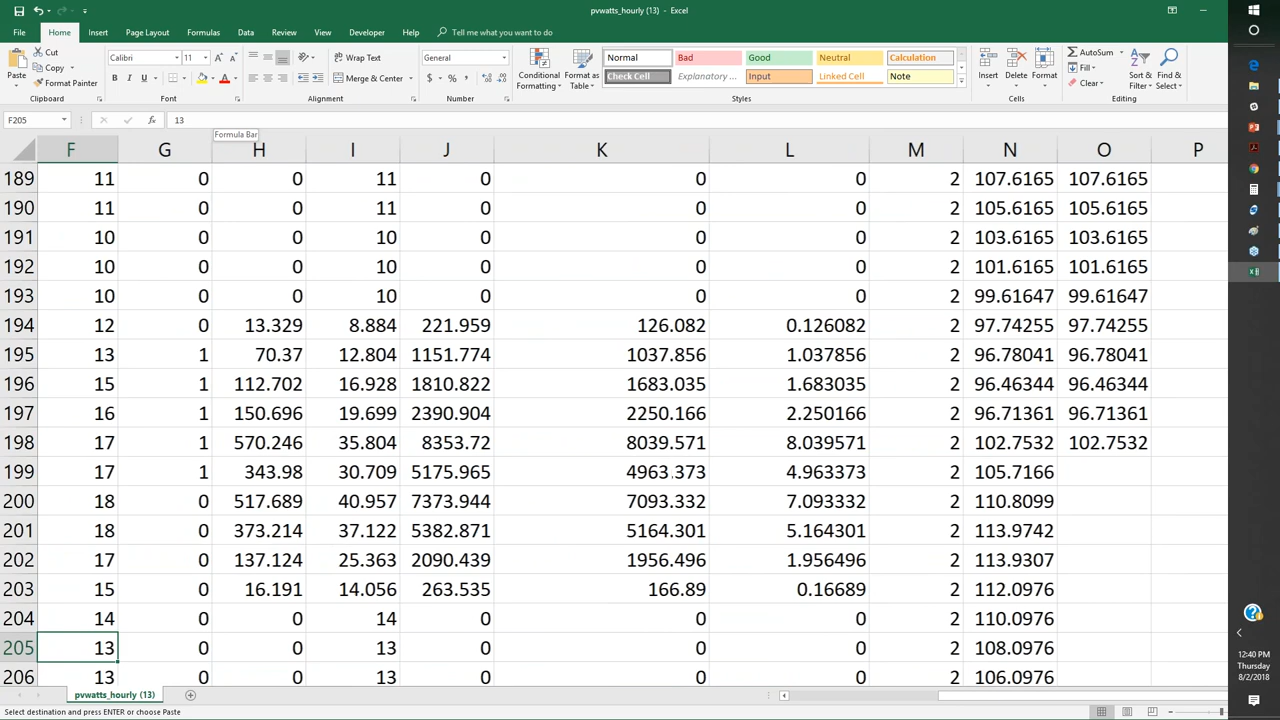 pvwatts_hourly (13) - Excel
File Home Insert Page Layout Formulas Data Review View Developer Help Tell me what you want to do
Cut Calibri 11 Wrap Text General Normal Bad Good Neutral Calculation AutoSum
Copy Fill
Paste Format Painter Merge & Center Conditional Formatting Format as Table Check Cell Explanatory ... Input Linked Cell Note Insert Delete Format Clear Sort & Filter Find & Select
Clipboard Font Alignment Number Styles Cells Editing
F205 fx 13
Formula Bar
F G H I J K L M N O P
189 11 0 0 11 0 0 0 2 107.6165 107.6165
190 11 0 0 11 0 0 0 2 105.6165 105.6165
191 10 0 0 10 0 0 0 2 103.6165 103.6165
192 10 0 0 10 0 0 0 2 101.6165 101.6165
193 10 0 0 10 0 0 0 2 99.61647 99.61647
194 12 0 13.329 8.884 221.959 126.082 0.126082 2 97.74255 97.74255
195 13 1 70.37 12.804 1151.774 1037.856 1.037856 2 96.78041 96.78041
196 15 1 112.702 16.928 1810.822 1683.035 1.683035 2 96.46344 96.46344
197 16 1 150.696 19.699 2390.904 2250.166 2.250166 2 96.71361 96.71361
198 17 1 570.246 35.804 8353.72 8039.571 8.039571 2 102.7532 102.7532
199 17 1 343.98 30.709 5175.965 4963.373 4.963373 2 105.7166
200 18 0 517.689 40.957 7373.944 7093.332 7.093332 2 110.8099
201 18 0 373.214 37.122 5382.871 5164.301 5.164301 2 113.9742
202 17 0 137.124 25.363 2090.439 1956.496 1.956496 2 113.9307
203 15 0 16.191 14.056 263.535 166.89 0.16689 2 112.0976
204 14 0 0 14 0 0 0 2 110.0976
205 13 0 0 13 0 0 0 2 108.0976
206 13 0 0 13 0 0 0 2 106.0976
pvwatts_hourly (13)
Select destination and press ENTER or choose Paste
12:40 PM
Thursday
8/2/2018